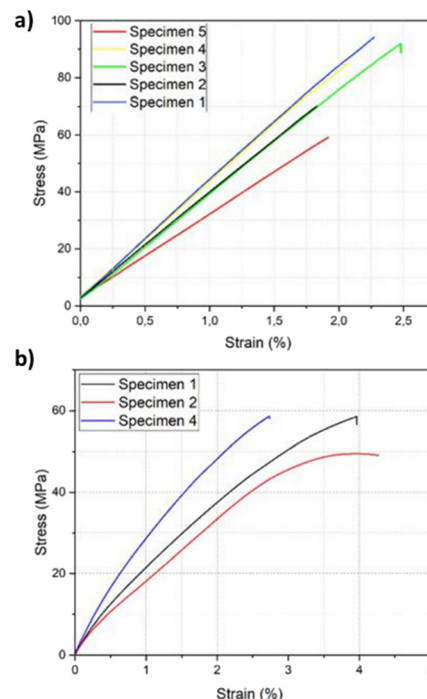 a)
100
80
60
40
20
0
Stress (MPa)
Specimen 5
Specimen 4
Specimen 3
Specimen 2
Specimen 1
0,0 0,5 1,0 1,5 2,0 2,5
Strain (%)
b)
60
40
20
0
Stress (MPa)
Specimen 1
Specimen 2
Specimen 4
0 1 2 3 4
Strain (%)